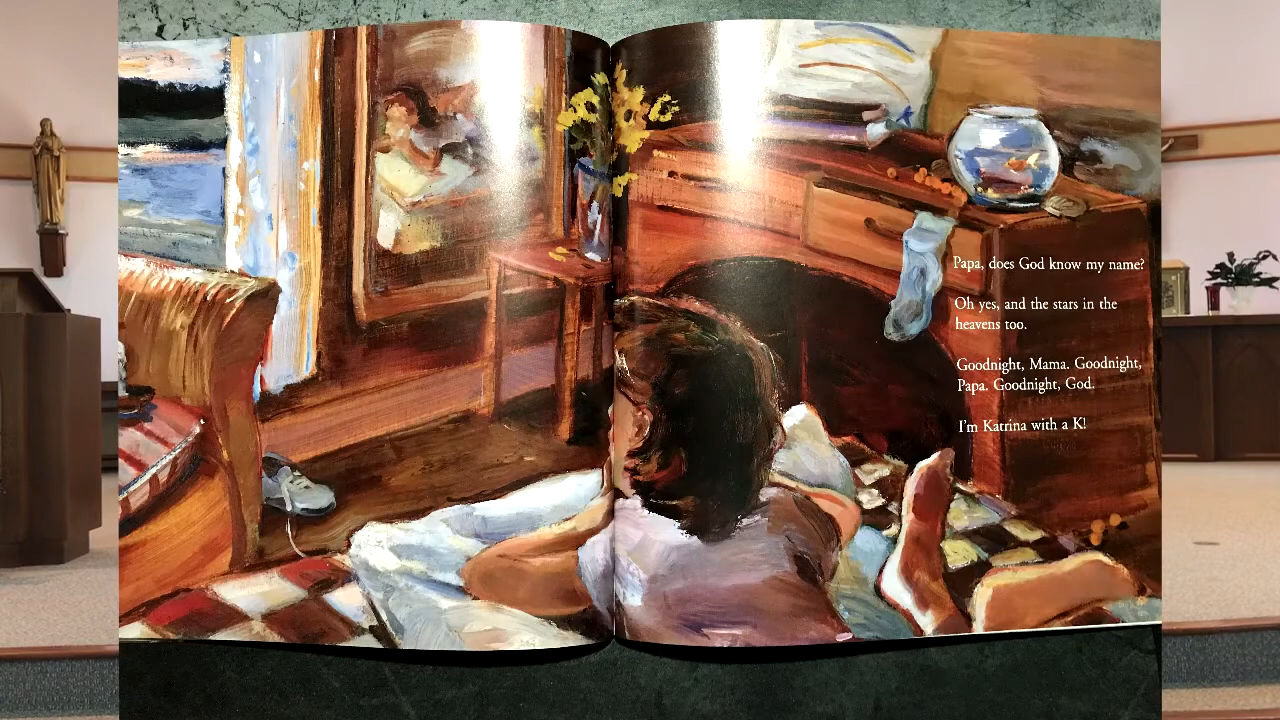 Papa, does God know my name?
Oh yes, and the stars in the
heavens too.
Goodnight, Mama. Goodnight,
Papa. Goodnight, God.
I'm Katrina with a K!